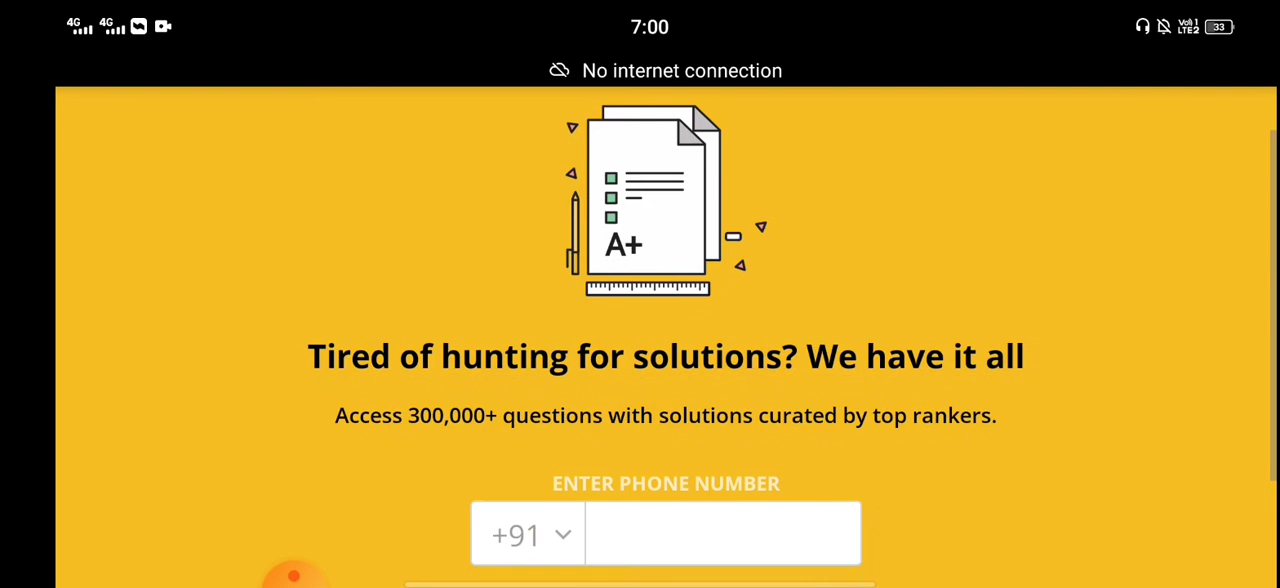 4G 4G 7:00 Vo)) 1 LTE2 33
No internet connection
A+
Tired of hunting for solutions? We have it all
Access 300,000+ questions with solutions curated by top rankers.
ENTER PHONE NUMBER
+91